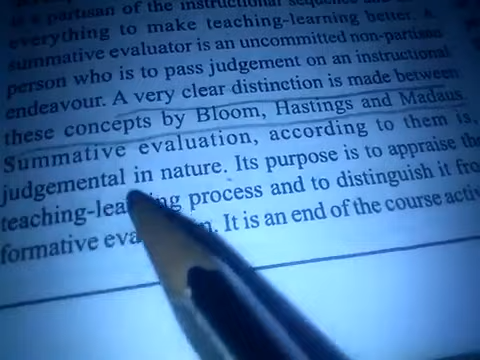 is a partisan of the instructional
everything to make teaching-learning better. A
summative evaluator is an uncommitted non-partisan
person who is to pass judgement on an instructional
endeavour. A very clear distinction is made between
these concepts by Bloom, Hastings and Madaus.
Summative evaluation, according to them is,
judgemental in nature. Its purpose is to appraise the
process and to distinguish it
formative It is an end of the course